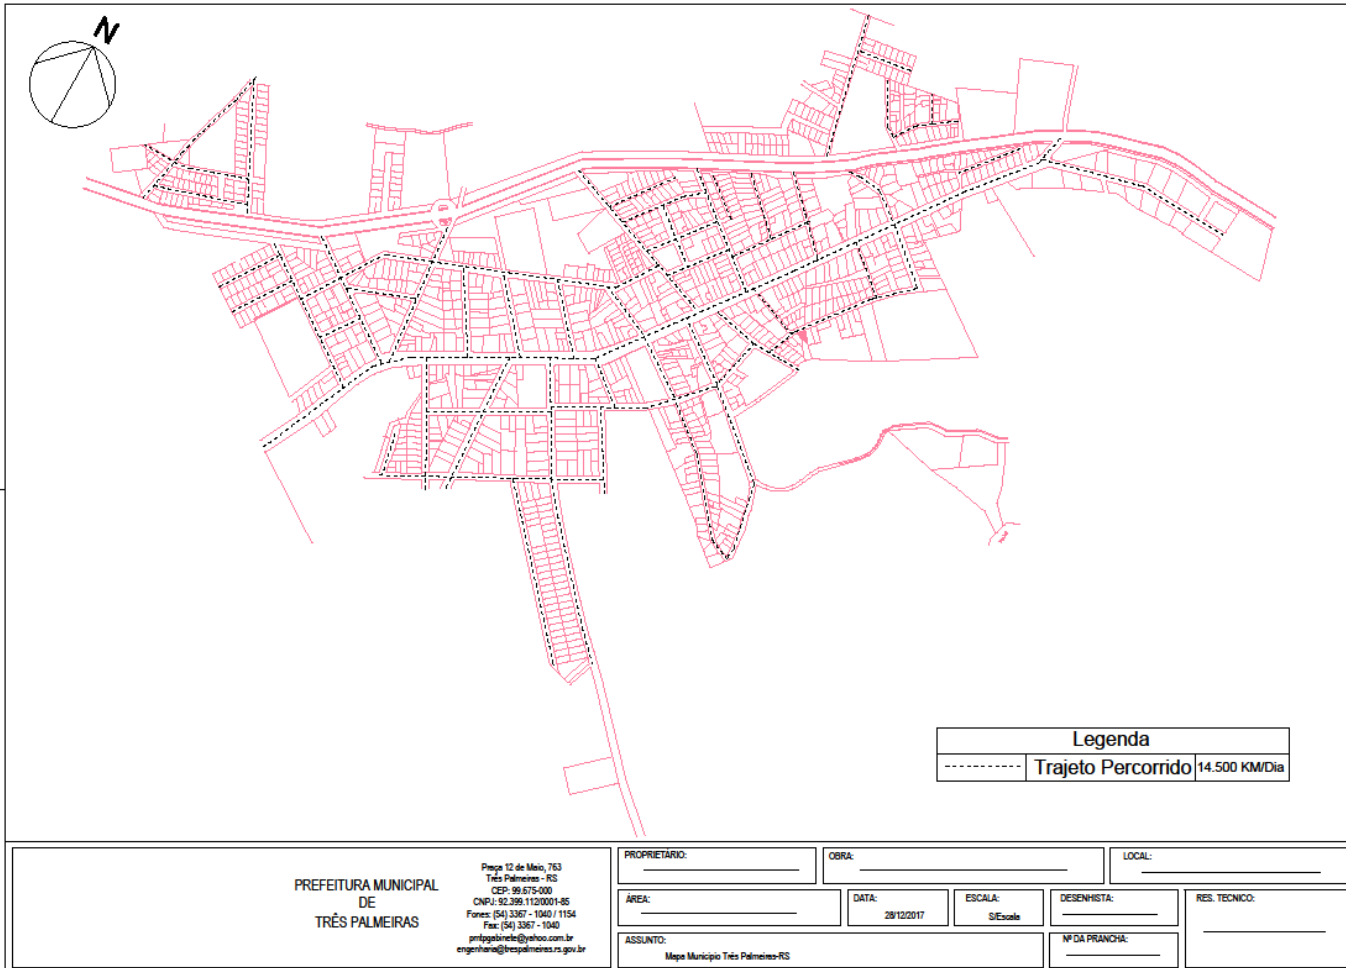 N
Legenda
Trajeto Percorrido 14.500 KM/Dia
PREFEITURA MUNICIPAL
DE
TRÊS PALMEIRAS
Praça 12 de Maio, 763
Três Palmeiras - RS
CEP: 99.675-000
CNPJ: 92.399.112/0001-85
Fones: (54) 3367 - 1040 / 1154
Fax: (54) 3367 - 1040
pmtpgabinete@yahoo.com.br
engenharia@trespalmeiras.rs.gov.br
PROPRIETÁRIO:
OBRA:
LOCAL:
ÁREA:
DATA:
28/12/2017
ESCALA:
S/Escala
DESENHISTA:
RES. TECNICO:
ASSUNTO:
Mapa Município Três Palmeiras-RS
Nº DA PRANCHA: